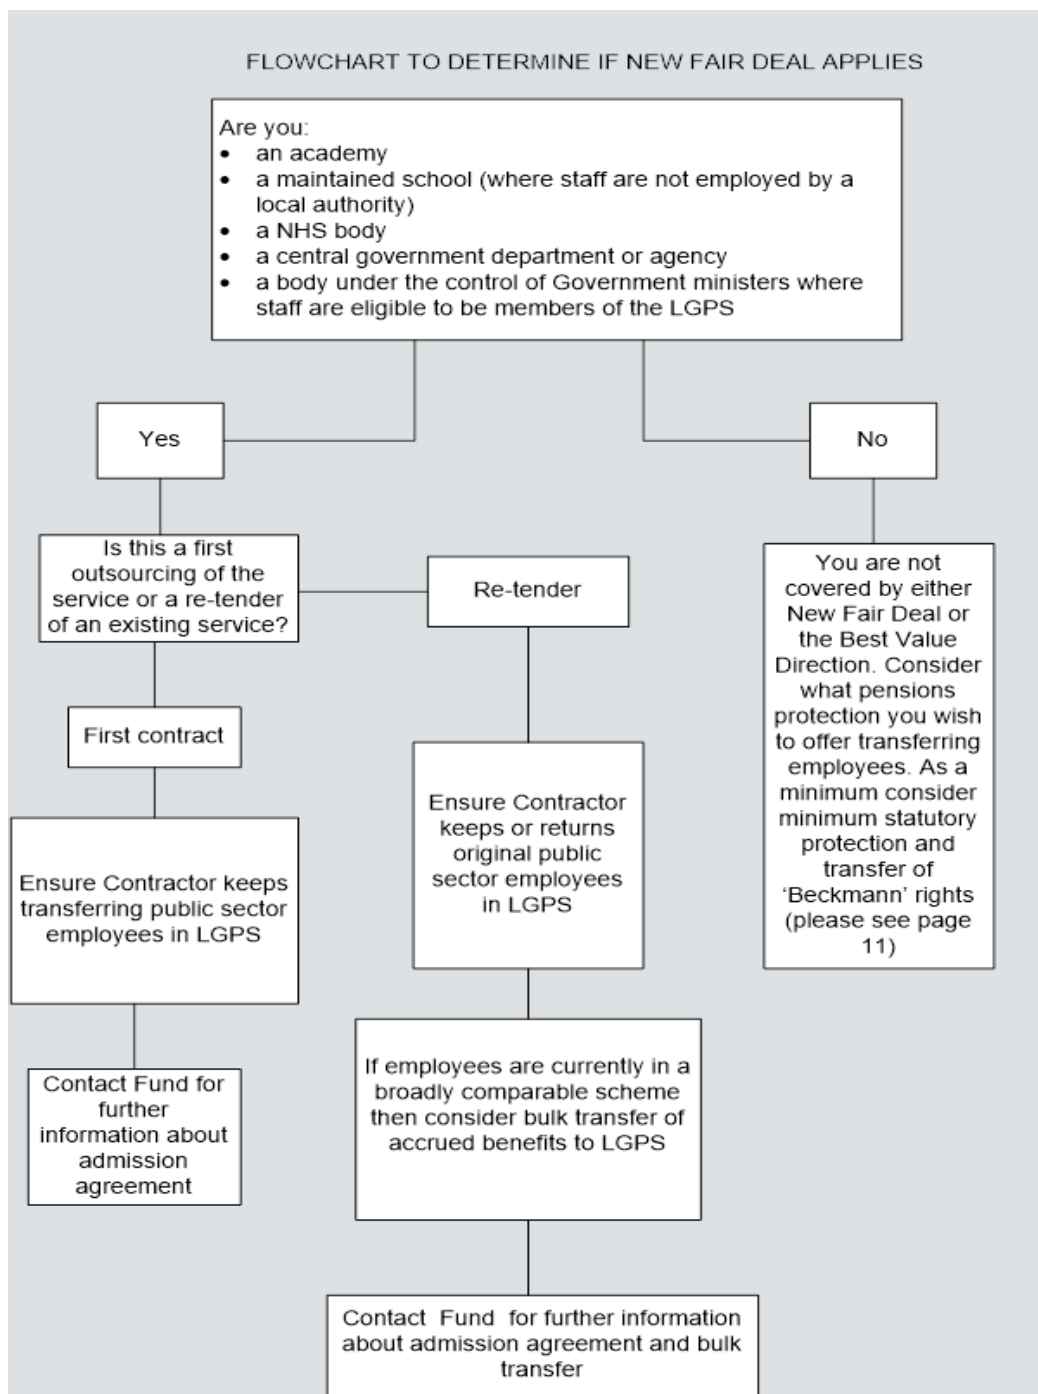 FLOWCHART TO DETERMINE IF NEW FAIR DEAL APPLIES
Are you:
• an academy
• a maintained school (where staff are not employed by a
local authority)
• a NHS body
• a central government department or agency
• a body under the control of Government ministers where
staff are eligible to be members of the LGPS
Yes
No
Is this a first
outsourcing of the
service or a re-tender
of an existing service?
Re-tender
You are not
covered by either
New Fair Deal or
the Best Value
Direction. Consider
what pensions
protection you wish
to offer transferring
employees. As a
minimum consider
minimum statutory
protection and
transfer of
‘Beckmann’ rights
(please see page
11)
First contract
Ensure Contractor
keeps or returns
original public
sector employees
in LGPS
Ensure Contractor keeps
transferring public sector
employees in LGPS
If employees are currently in a
broadly comparable scheme
then consider bulk transfer of
accrued benefits to LGPS
Contact Fund for
further
information about
admission
agreement
Contact Fund for further information
about admission agreement and bulk
transfer